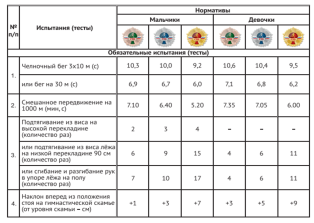 Нормативы
№ п/п
Испытания (тесты)
Мальчики
Девочки
Обязательные испытания (тесты)
1.
Челночный бег 3х10 м (с)
10,3 10,0 9,2 10,6 10,4 9,5
или бег на 30 м (с)
6,9 6,7 6,0 7,1 6,8 6,2
2.
Смешанное передвижение на
1000 м (мин, с)
7.10 6.40 5.20 7.35 7.05 6.00
3.
Подтягивание из виса на
высокой перекладине
(количество раз)
2 3 4 – – –
или подтягивание из виса лёжа
на низкой перекладине 90 см
(количество раз)
6 9 15 4 6 11
или сгибание и разгибание рук
в упоре лёжа на полу
(количество раз)
7 10 17 4 6 11
4.
Наклон вперед из положения
стоя на гимнастической скамье
(от уровня скамьи – см)
+1 +3 +7 +3 +5 +9